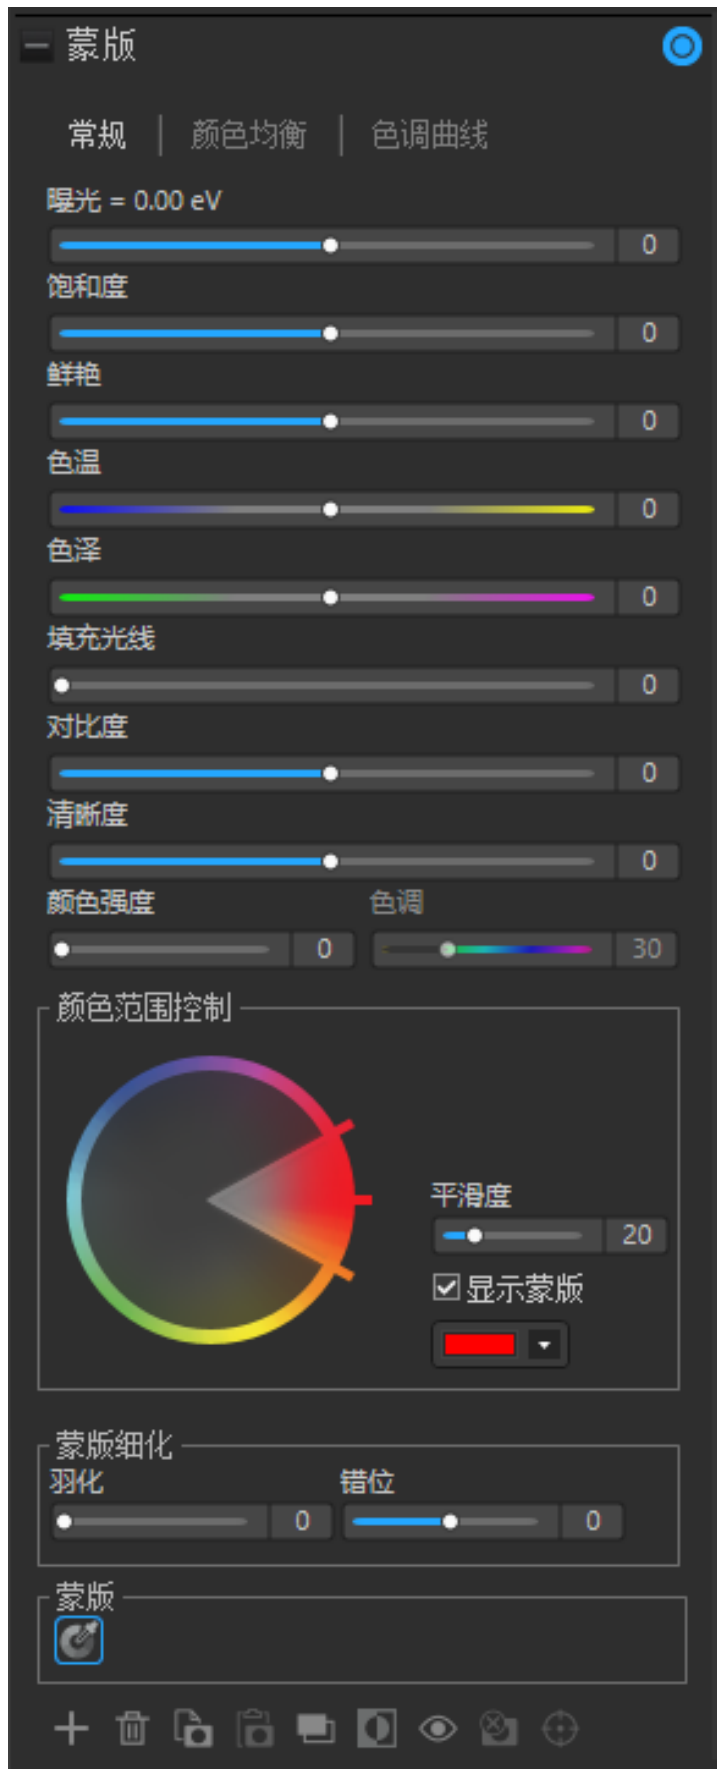 蒙版
常规 | 颜色均衡 | 色调曲线
曝光 = 0.00 eV
0
饱和度
0
鲜艳
0
色温
0
色泽
0
填充光线
0
对比度
0
清晰度
0
颜色强度 色调
0 30
颜色范围控制
平滑度
20
显示蒙版
蒙版细化
羽化 错位
0 0
蒙版